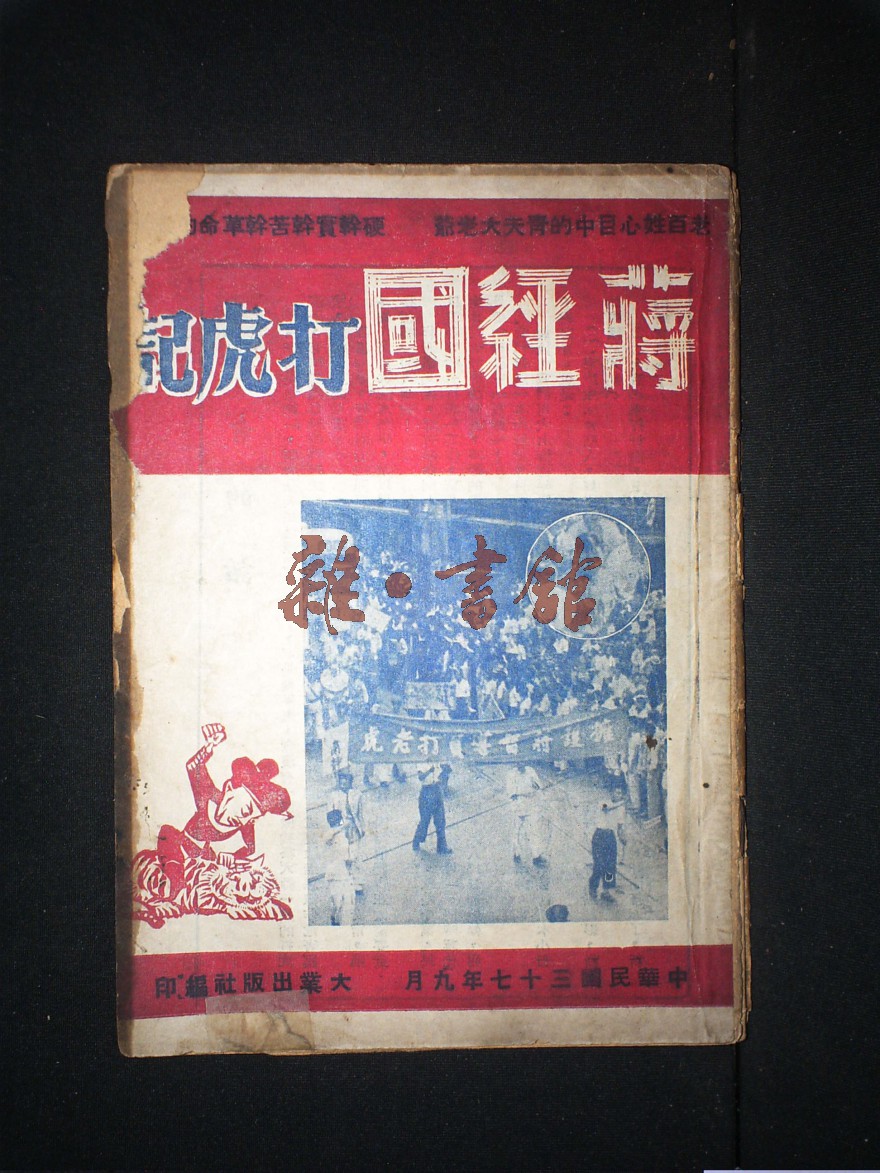 老百姓心目中的青天大老爺 硬幹實幹苦幹革命的
蔣經國打虎記
雜·書館
擁護蔣督導員打老虎
中華民國三十七年九月 大業出版社編印